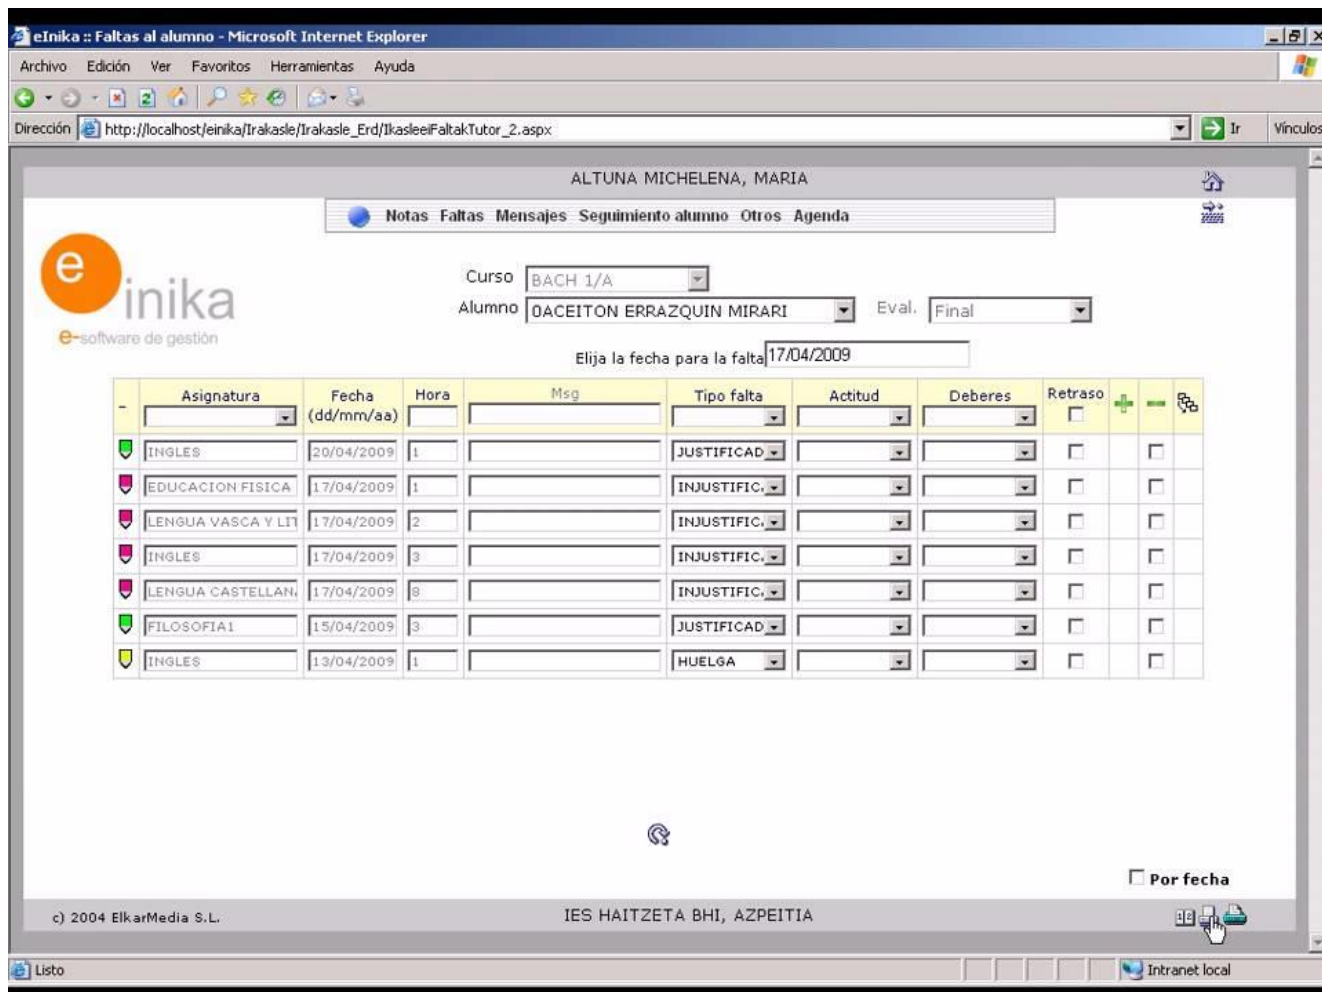 eInika :: Faltas al alumno - Microsoft Internet Explorer
Archivo Edición Ver Favoritos Herramientas Ayuda
Dirección http://localhost/einika/Irakasle/Irakasle_Erd/IkasleeiFaltakTutor_2.aspx Ir Vínculos
ALTUNA MICHELENA, MARIA
Notas Faltas Mensajes Seguimiento alumno Otros Agenda
e inika
e-software de gestión
Curso BACH 1/A
Alumno 0ACEITON ERRAZQUIN MIRARI Eval. Final
Elija la fecha para la falta 17/04/2009
- Asignatura Fecha (dd/mm/aa) Hora Msg Tipo falta Actitud Deberes Retraso
INGLES 20/04/2009 1 JUSTIFICAD
EDUCACION FISICA 17/04/2009 1 INJUSTIFIC.
LENGUA VASCA Y LIT 17/04/2009 2 INJUSTIFIC.
INGLES 17/04/2009 3 INJUSTIFIC.
LENGUA CASTELLAN. 17/04/2009 8 INJUSTIFIC.
FILOSOFIA1 15/04/2009 3 JUSTIFICAD
INGLES 13/04/2009 1 HUELGA
Por fecha
c) 2004 ElkarMedia S.L. IES HAITZETA BHI, AZPEITIA
Listo Intranet local